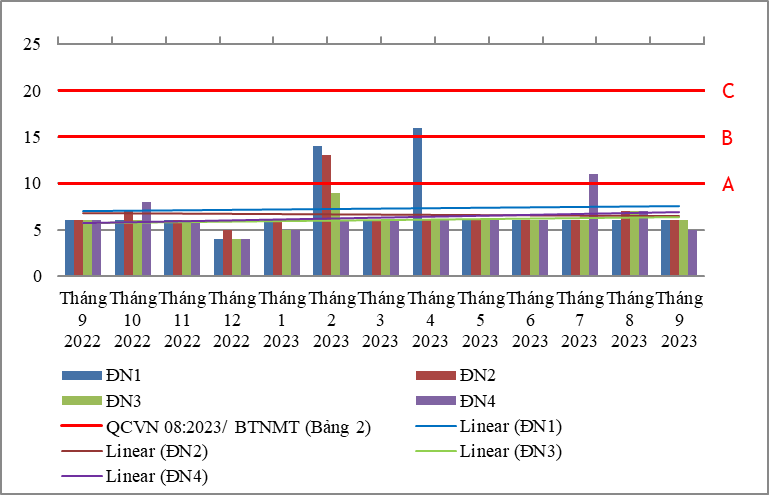 25
20
C
15
B
10
A
5
0
Tháng Tháng Tháng Tháng Tháng Tháng Tháng Tháng Tháng Tháng Tháng Tháng Tháng
9 10 11 12 1 2 3 4 5 6 7 8 9
2022 2022 2022 2022 2023 2023 2023 2023 2023 2023 2023 2023 2023
ĐN1 ĐN2
ĐN3 ĐN4
QCVN 08:2023/ BTNMT (Bảng 2) Linear (ĐN1)
Linear (ĐN2) Linear (ĐN3)
Linear (ĐN4)